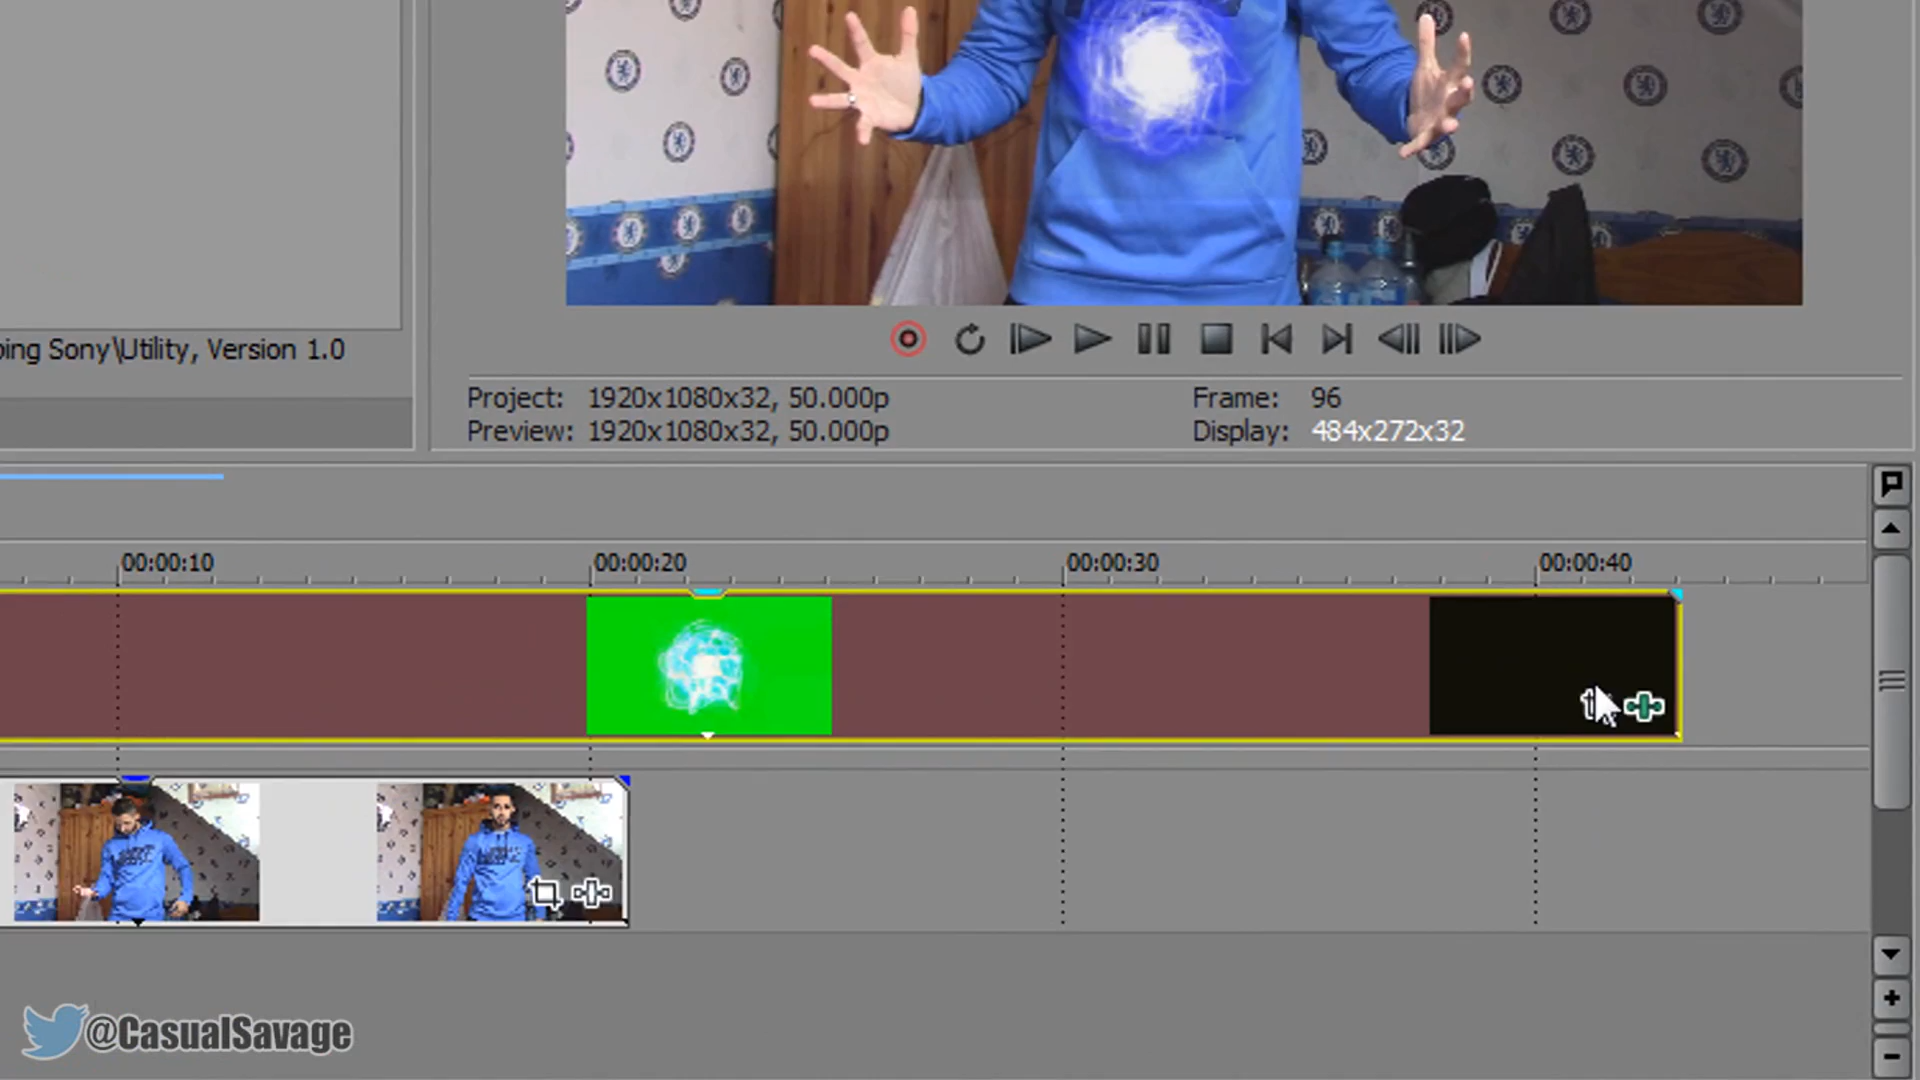 ping Sony\Utility, Version 1.0
Project: 1920x1080x32, 50.000p
Frame: 96
Preview: 1920x1080x32, 50.000p
Display: 484x272x32
00:00:10 00:00:20 00:00:30 00:00:40
@CasualSavage